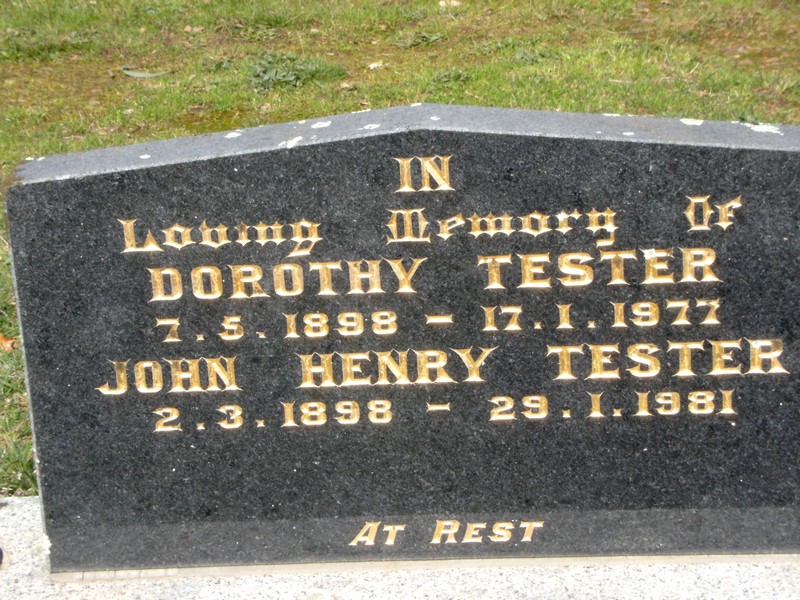 IN
Loving Memory Of
DOROTHY TESTER
7.5.1898 - 17.1.1977
JOHN HENRY TESTER
2.3.1898 - 29.1.1981
AT REST